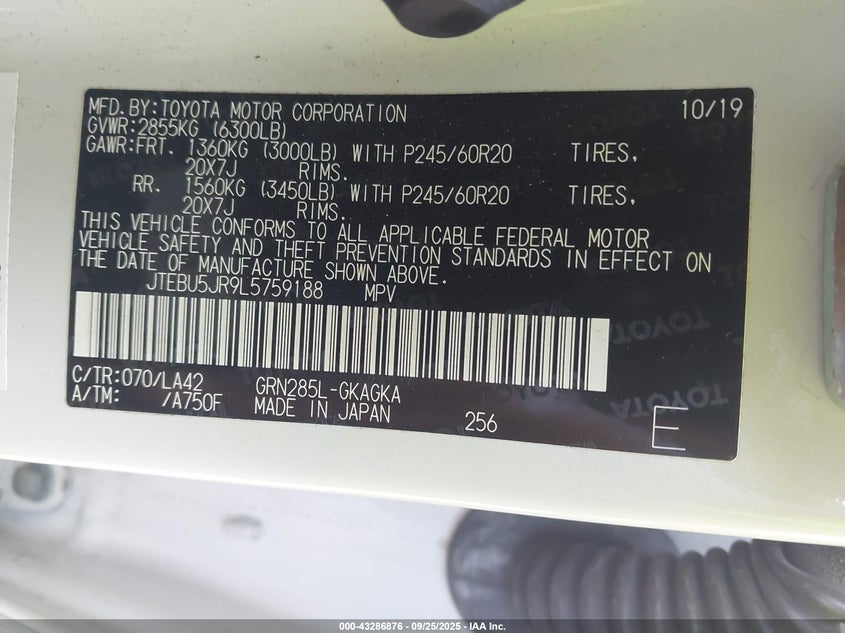 MFD.BY:TOYOTA MOTOR CORPORATION 10/19
GVWR:2855KG (6300LB)
GAWR:FRT. 1360KG (3000LB) WITH P245/60R20 TIRES,
20X7J RIMS.
RR. 1560KG (3450LB) WITH P245/60R20 TIRES,
20X7J RIMS.
THIS VEHICLE CONFORMS TO ALL APPLICABLE FEDERAL MOTOR
VEHICLE SAFETY AND THEFT PREVENTION STANDARDS IN EFFECT ON
THE DATE OF MANUFACTURE SHOWN ABOVE.
JTEBU5JR9L5759188 MPV
C/TR:070/LA42 GRN285L-GKAGKA
A/TM: /A750F MADE IN JAPAN 256 E
TOYOTA
TOYOTA
000-43286876 - 09/25/2025 - IAA Inc.